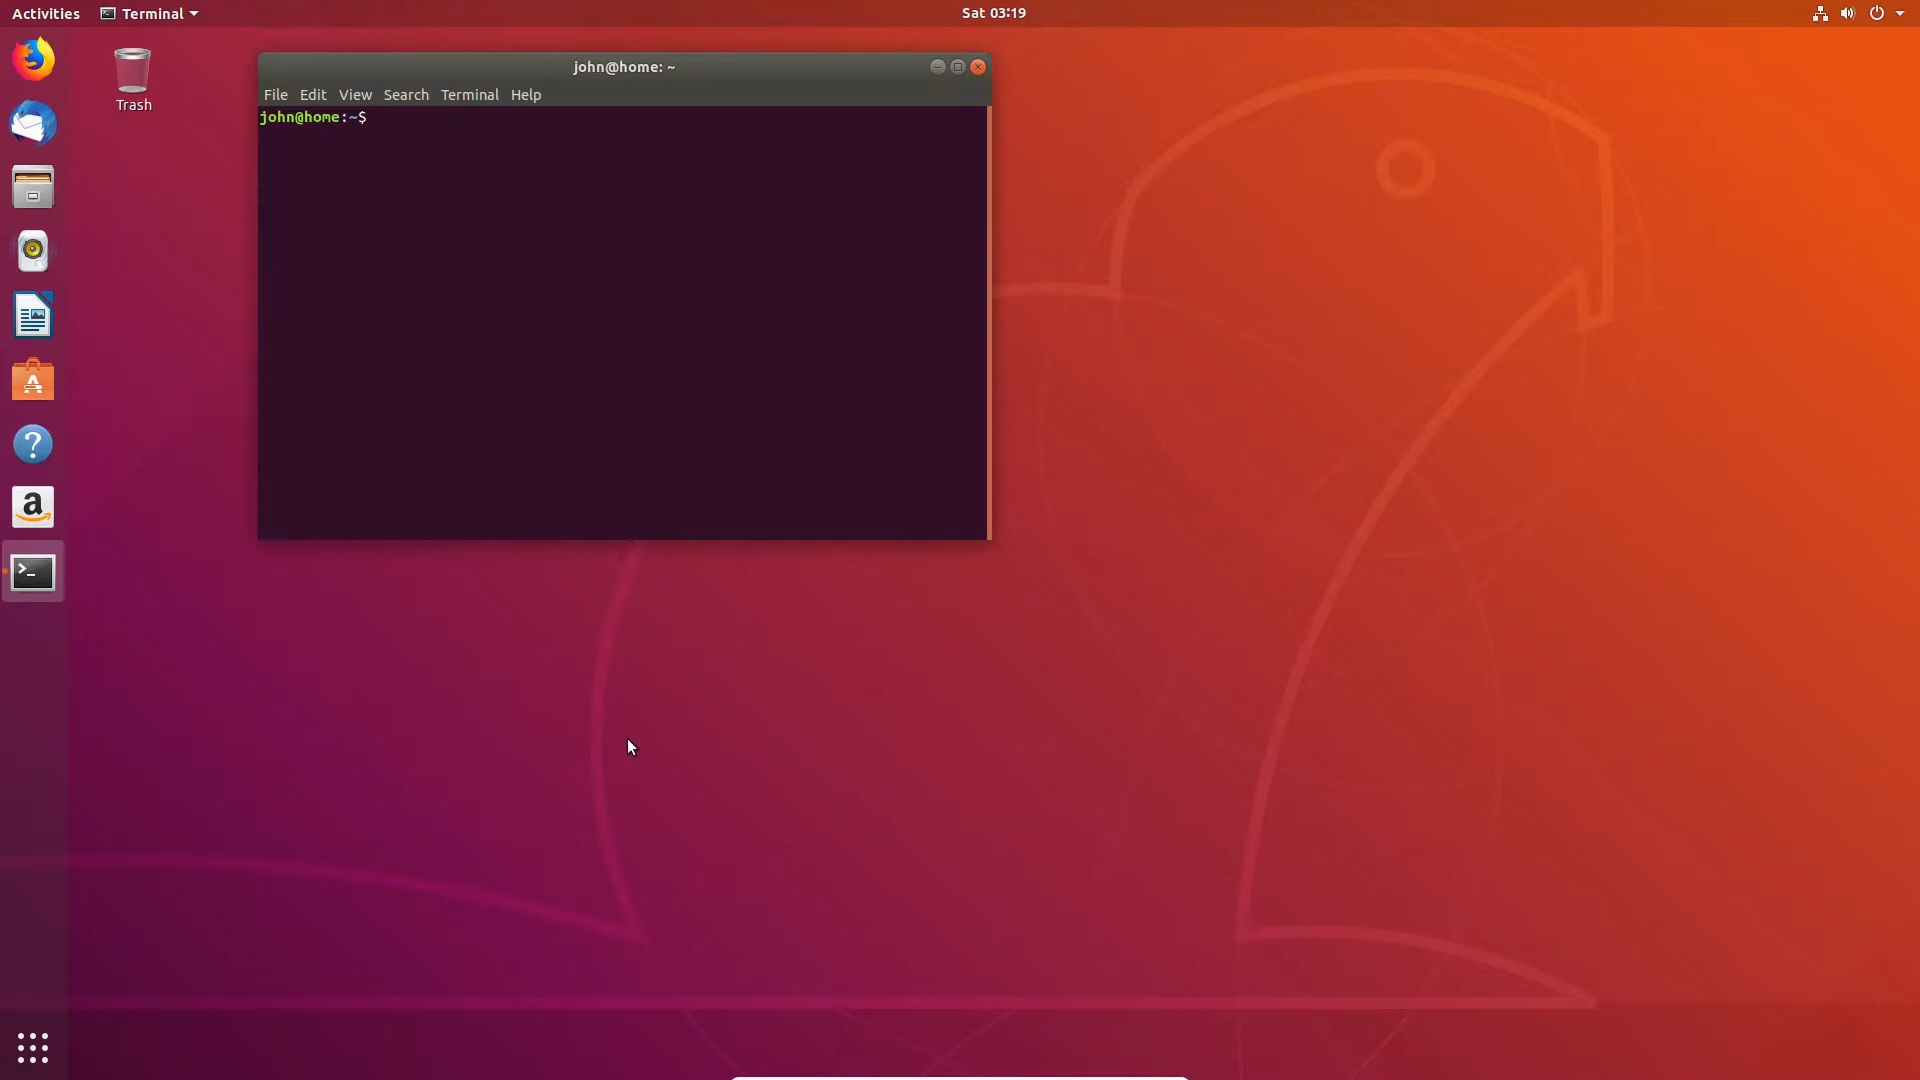 Activities Terminal Sat 03:19
Trash
john@home: ~
File Edit View Search Terminal Help
john@home:~$